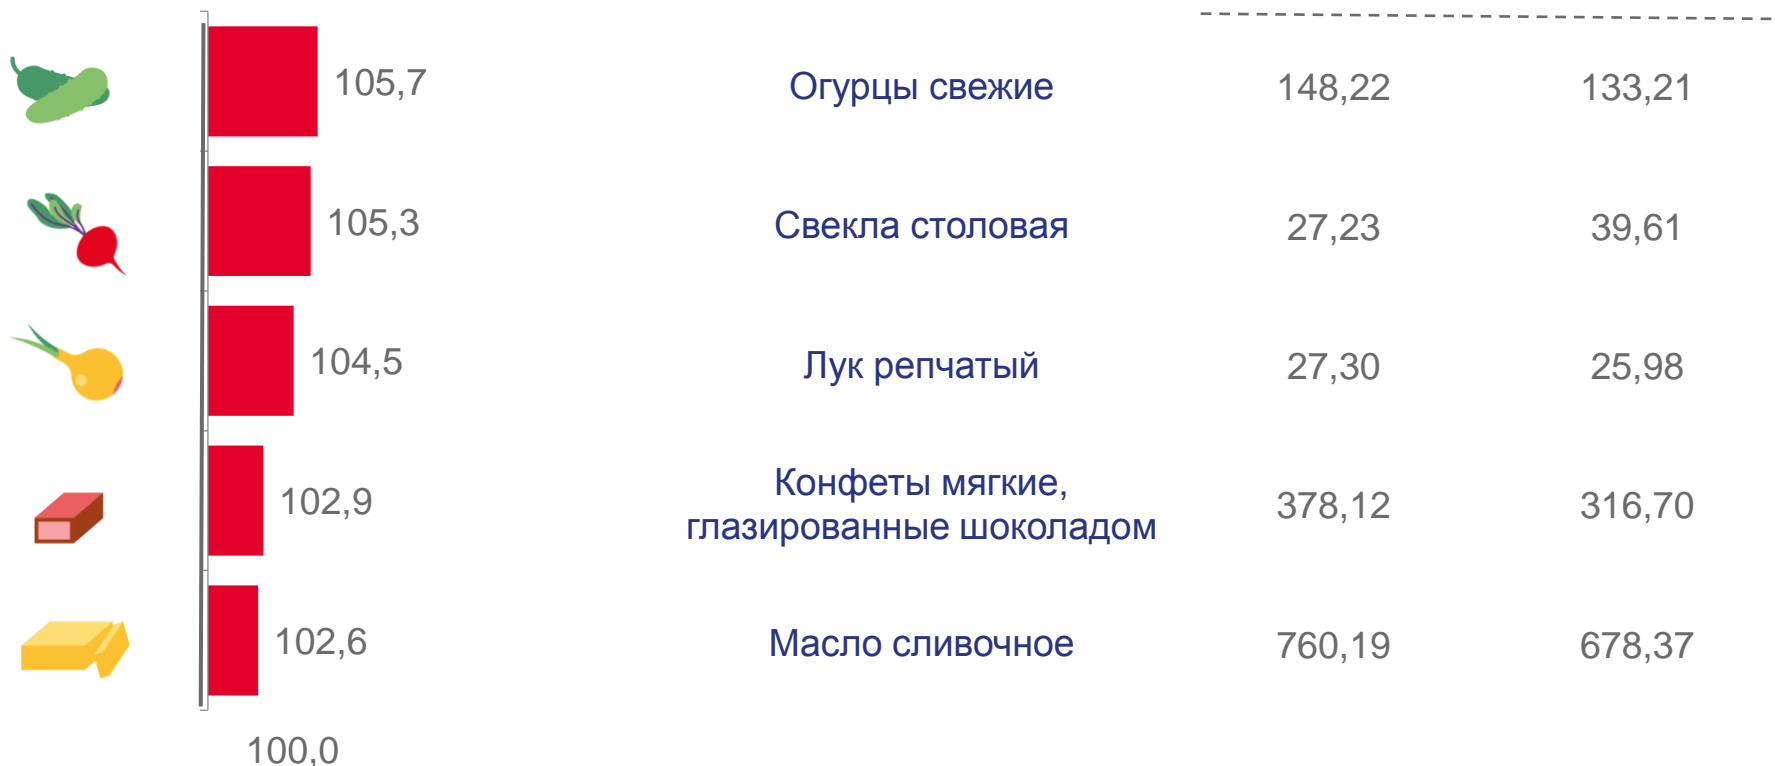 105,7 Огурцы свежие 148,22 133,21
105,3 Свекла столовая 27,23 39,61
104,5 Лук репчатый 27,30 25,98
102,9 Конфеты мягкие,
глазированные шоколадом 378,12 316,70
102,6 Масло сливочное 760,19 678,37
100,0